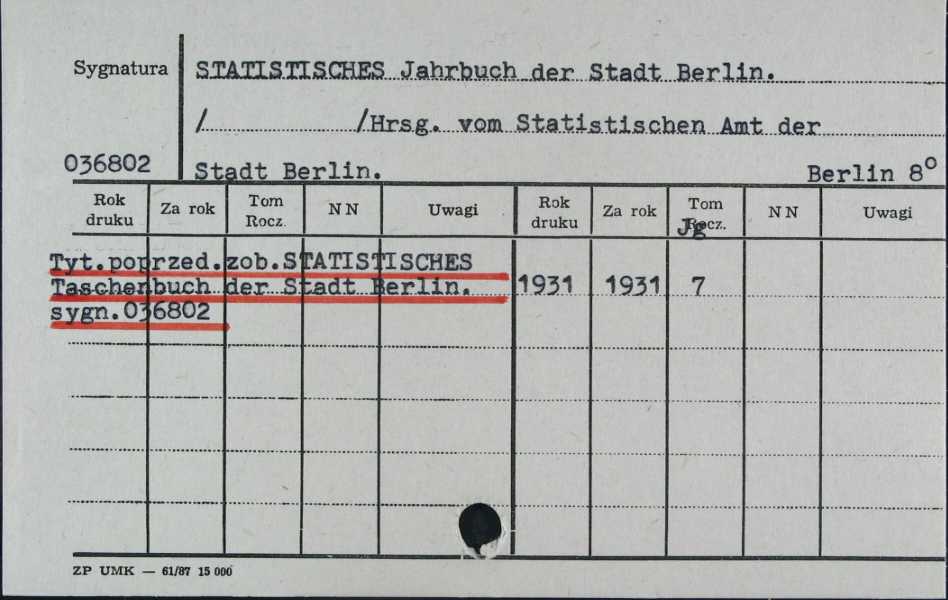 Sygnatura
STATISTISCHES Jahrbuch der Stadt Berlin.
/ /Hrsg. vom Statistischen Amt der
036802
Stadt Berlin. Berlin 8°
Rok druku Za rok Tom Rocz. NN Uwagi Rok druku Za rok Tom Rocz. Jg NN Uwagi
Tyt.poprzed.zob.STATISTISCHES
Taschenbuch der Stadt Berlin. 1931 1931 7
sygn.036802
ZP UMK — 61/87 15 000